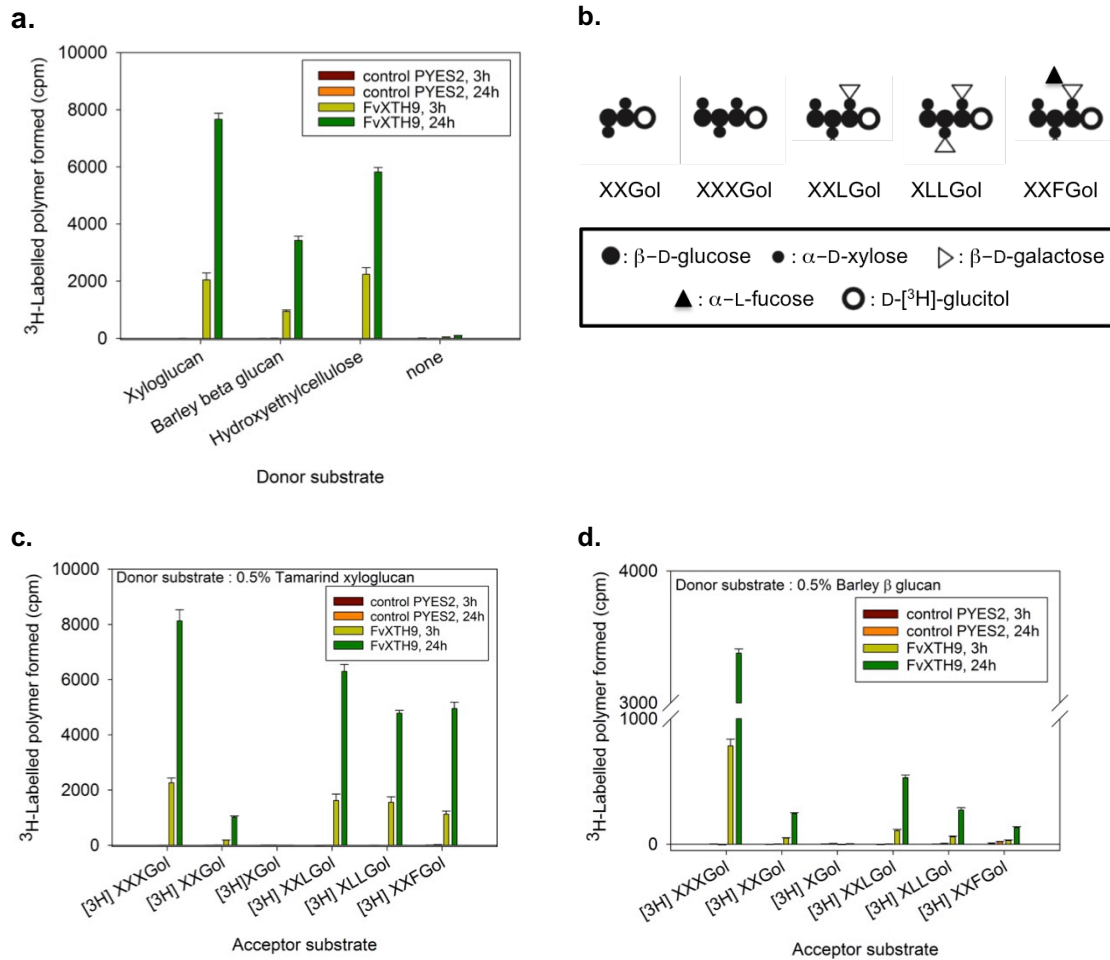 a.
10000
8000
6000
4000
2000
0
³H-Labelled polymer formed (cpm)
control PYES2, 3h
control PYES2, 24h
FvXTH9, 3h
FvXTH9, 24h
Xyloglucan
Barley beta glucan
Hydroxyethylcellulose
none
Donor substrate
b.
XXGol XXXGol XXLGol XLLGol XXFGol
: β–D-glucose : α–D-xylose : β–D-galactose
: α–L-fucose : D-[³H]-glucitol
c.
10000
8000
6000
4000
2000
0
³H-Labelled polymer formed (cpm)
Donor substrate : 0.5% Tamarind xyloglucan
control PYES2, 3h
control PYES2, 24h
FvXTH9, 3h
FvXTH9, 24h
[3H] XXXGol
[3H] XXGol
[3H]XGol
[3H] XXLGol
[3H] XLLGol
[3H] XXFGol
Acceptor substrate
d.
4000
3000
1000
0
³H-Labelled polymer formed (cpm)
Donor substrate : 0.5% Barley β glucan
control PYES2, 3h
control PYES2, 24h
FvXTH9, 3h
FvXTH9, 24h
[3H] XXXGol
[3H] XXGol
[3H] XGol
[3H] XXLGol
[3H] XLLGol
[3H] XXFGol
Acceptor substrate